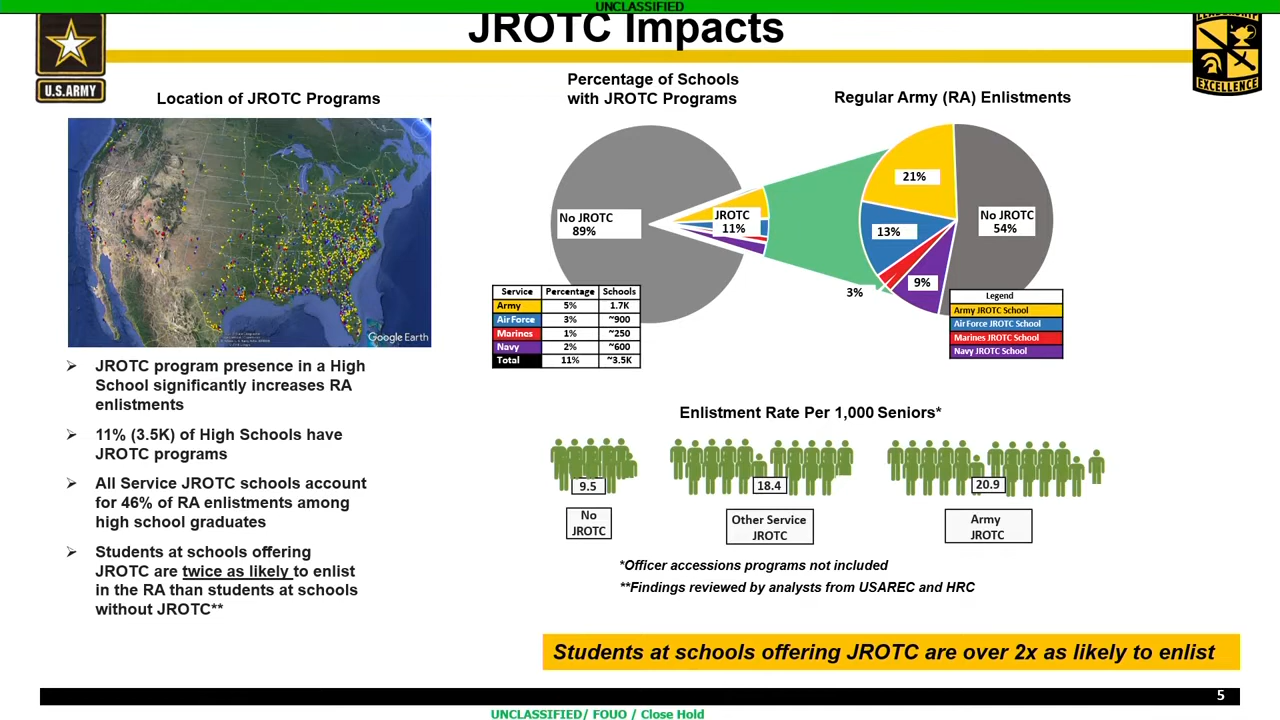 UNCLASSIFIED
JROTC Impacts
U.S.ARMY
LEADERSHIP
EXCELLENCE
Location of JROTC Programs
Google Earth
➢ JROTC program presence in a High
School significantly increases RA
enlistments
➢ 11% (3.5K) of High Schools have
JROTC programs
➢ All Service JROTC schools account
for 46% of RA enlistments among
high school graduates
➢ Students at schools offering
JROTC are twice as likely to enlist
in the RA than students at schools
without JROTC**
Percentage of Schools
with JROTC Programs
No JROTC
89%
JROTC
11%
Service Percentage Schools
Army 5% 1.7K
Air Force 3% ~900
Marines 1% ~250
Navy 2% ~600
Total 11% ~3.5K
Regular Army (RA) Enlistments
21%
13%
3%
9%
No JROTC
54%
Legend
Army JROTC School
Air Force JROTC School
Marines JROTC School
Navy JROTC School
Enlistment Rate Per 1,000 Seniors*
9.5
No
JROTC
18.4
Other Service
JROTC
20.9
Army
JROTC
*Officer accessions programs not included
**Findings reviewed by analysts from USAREC and HRC
Students at schools offering JROTC are over 2x as likely to enlist
5
UNCLASSIFIED/ FOUO / Close Hold